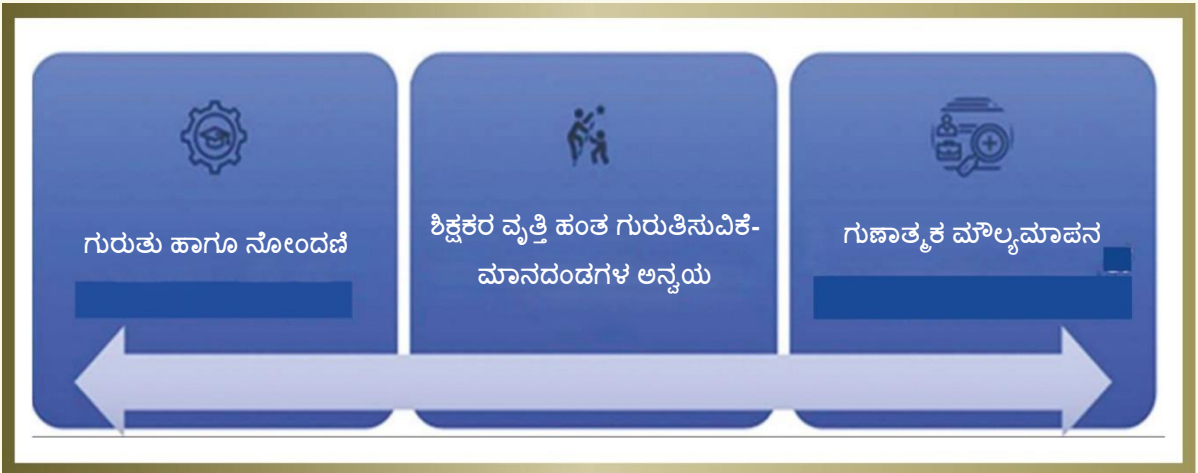 ಗುರುತು ಹಾಗೂ ನೋಂದಣಿ
ಶಿಕ್ಷಕರ ವೃತ್ತಿ ಹಂತ ಗುರುತಿಸುವಿಕೆ-
ಮಾನದಂಡಗಳ ಅನ್ವಯ
ಗುಣಾತ್ಮಕ ಮೌಲ್ಯಮಾಪನ